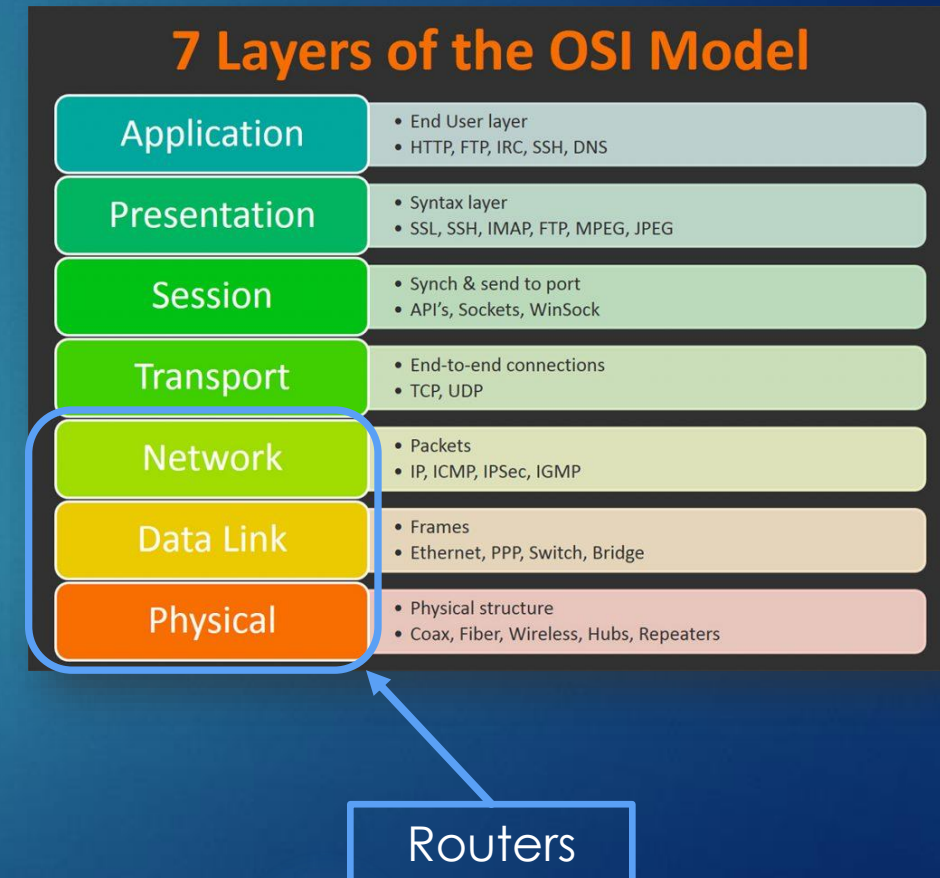 7 Layers of the OSI Model
Application
• End User layer
• HTTP, FTP, IRC, SSH, DNS
Presentation
• Syntax layer
• SSL, SSH, IMAP, FTP, MPEG, JPEG
Session
• Synch & send to port
• API's, Sockets, WinSock
Transport
• End-to-end connections
• TCP, UDP
Network
• Packets
• IP, ICMP, IPSec, IGMP
Data Link
• Frames
• Ethernet, PPP, Switch, Bridge
Physical
• Physical structure
• Coax, Fiber, Wireless, Hubs, Repeaters
Routers